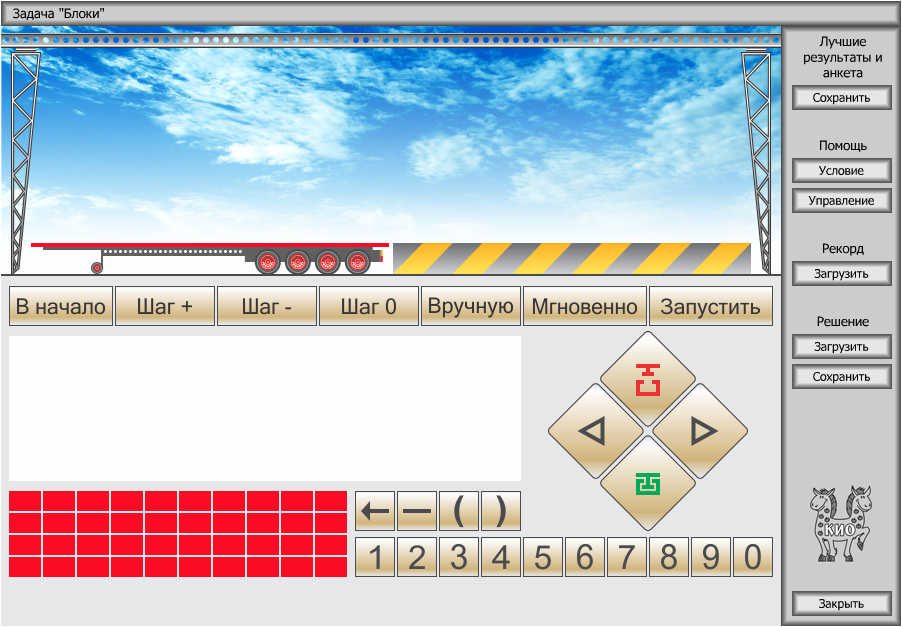 Задача "Блоки"
Лучшие
результаты и
анкета
Сохранить
Помощь
Условие
Управление
Рекорд
Загрузить
Решение
Загрузить
Сохранить
В начало Шаг + Шаг - Шаг 0 Вручную Мгновенно Запустить
( )
1 2 3 4 5 6 7 8 9 0
КИО
Закрыть